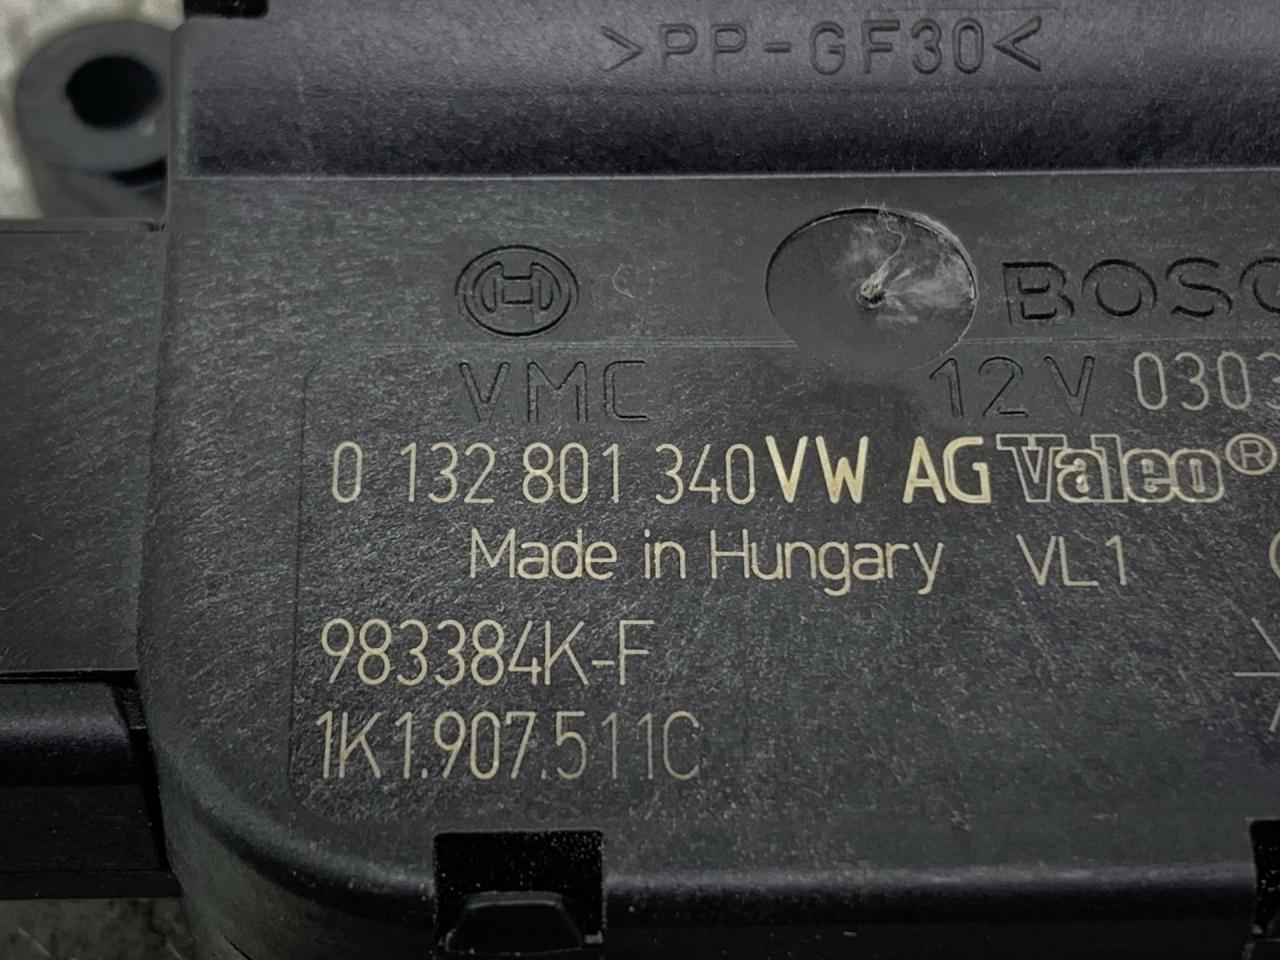 >PP-GF30<
H BOSC
VMC 12V 0303
0 132 801 340 VW AG Valeo®
Made in Hungary VL1
983384K-F
1K1.907.511C